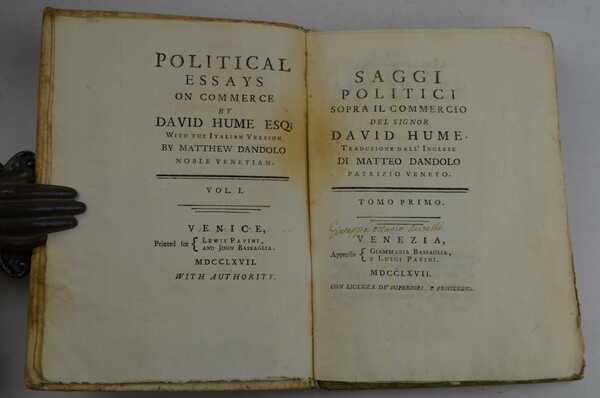 POLITICAL
ESSAYS
ON COMMERCE
BY
DAVID HUME ESQ;
WITH THE ITALIAN VERSION
BY MATTHEW DANDOLO
NOBLE VENETIAN.
VOL. I.
VENICE,
Printed for { LEWIS PAVINI,
AND JOHN BASSAGLIA.
MDCCLXVII.
WITH AUTHORITY.
SAGGI
POLITICI
SOPRA IL COMMERCIO
DEL SIGNOR
DAVID HUME.
TRADUZIONE DALL' INGLESE
DI MATTEO DANDOLO
PATRIZIO VENETO.
TOMO PRIMO.
VENEZIA,
Appresso { GIAMMARIA BASSAGLIA,
E LUIGI PAVINI.
MDCCLXVII.
CON LICENZA DE' SUPERIORI, E PRIVILEGIO.